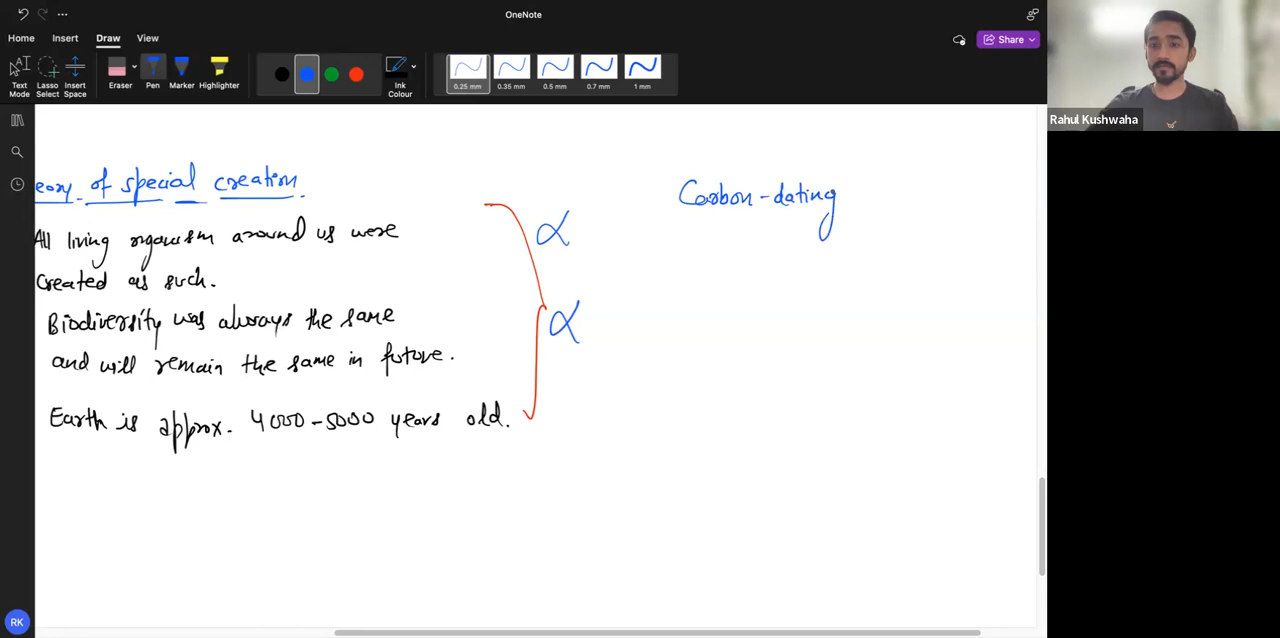 OneNote
Home Insert Draw View
Share
Text Mode
Lasso Select
Insert Space
Eraser
Pen
Marker
Highlighter
Ink Colour
0.25 mm
0.35 mm
0.5 mm
0.7 mm
1 mm
Rahul Kushwaha
eory of special creation
All living organism around us were
created as such.
Biodiversity was always the same
and will remain the same in future.
Earth is approx. 4000-5000 years old.
α
α
Carbon-dating
RK